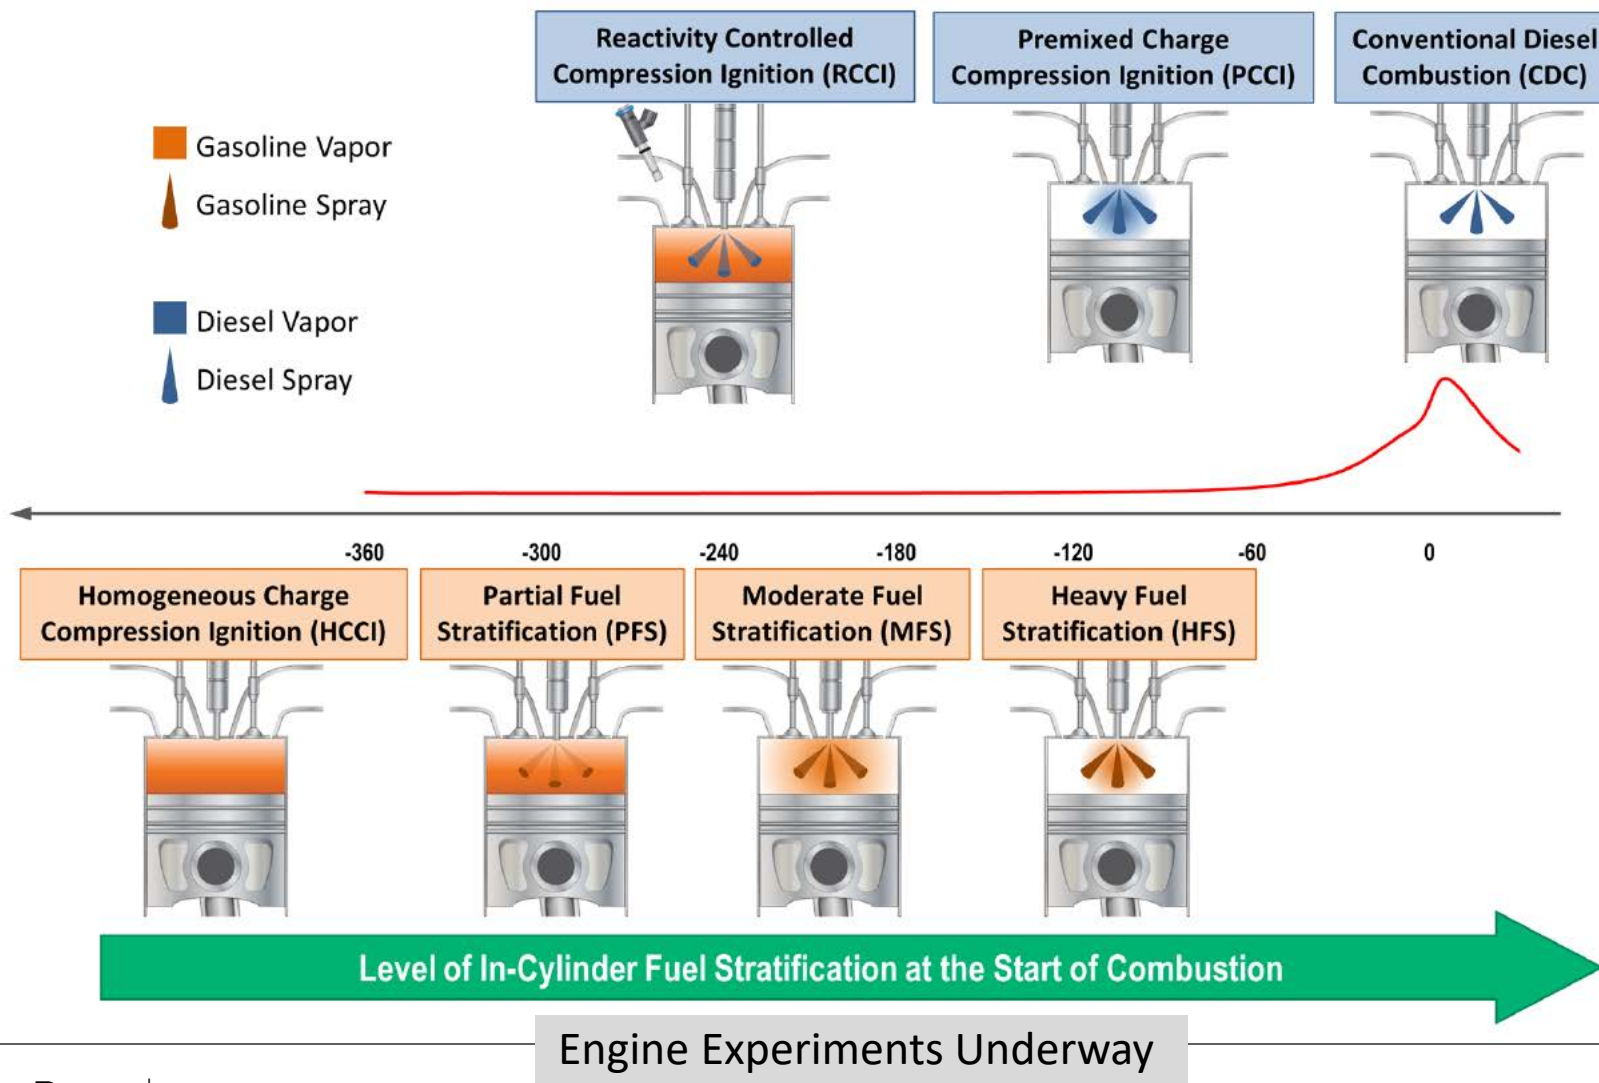 Reactivity Controlled
Compression Ignition (RCCI)
Premixed Charge
Compression Ignition (PCCI)
Conventional Diesel
Combustion (CDC)
Gasoline Vapor
Gasoline Spray
Diesel Vapor
Diesel Spray
-360
-300
-240
-180
-120
-60
0
Homogeneous Charge
Compression Ignition (HCCI)
Partial Fuel
Stratification (PFS)
Moderate Fuel
Stratification (MFS)
Heavy Fuel
Stratification (HFS)
Level of In-Cylinder Fuel Stratification at the Start of Combustion
Engine Experiments Underway